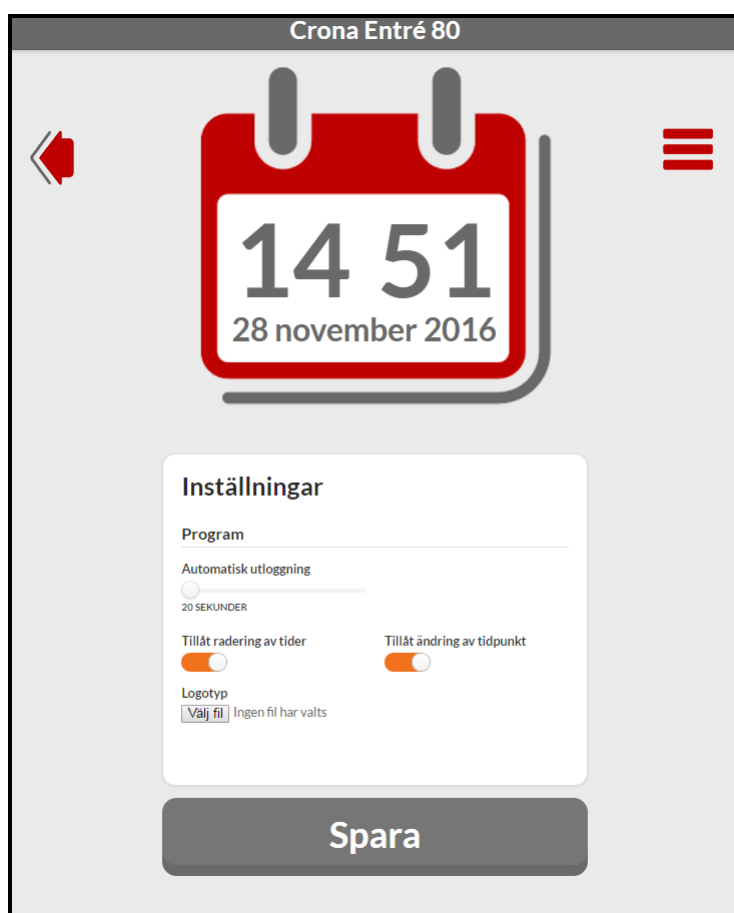 Crona Entré 80
14 51
28 november 2016
Inställningar
Program
Automatisk utloggning
20 SEKUNDER
Tillåt radering av tider Tillåt ändring av tidpunkt
Logotyp
Välj fil Ingen fil har valts
Spara